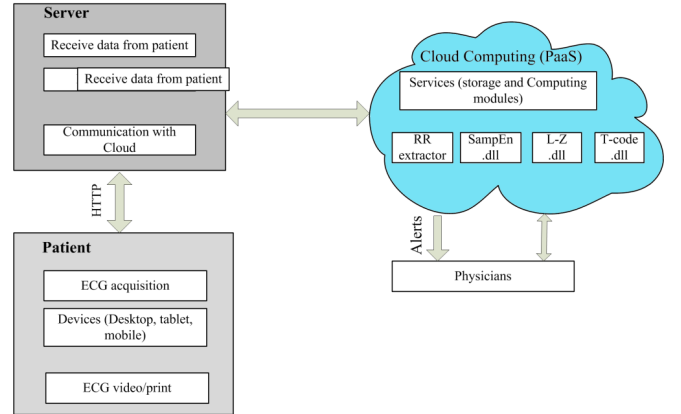 Server
Receive data from patient
Receive data from patient
Communication with
Cloud
HTTP
Patient
ECG acquisition
Devices (Desktop, tablet,
mobile)
ECG video/print
Cloud Computing (PaaS)
Services (storage and Computing
modules)
RR
extractor
SampEn
.dll
L-Z
.dll
T-code
.dll
Alerts
Physicians